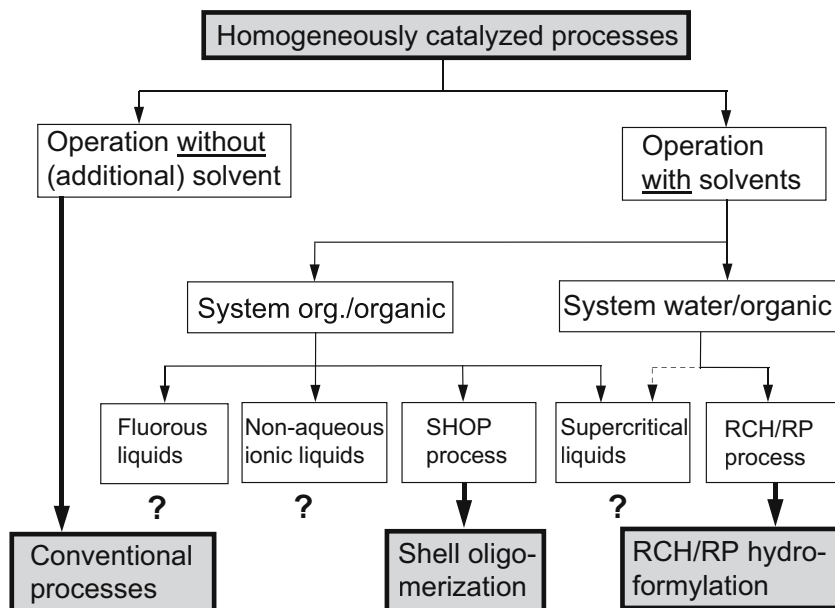 Homogeneously catalyzed processes
Operation without
(additional) solvent
Operation
with solvents
System org./organic
System water/organic
Fluorous
liquids
Non-aqueous
ionic liquids
SHOP
process
Supercritical
liquids
RCH/RP
process
?
?
?
Conventional
processes
Shell oligo-
merization
RCH/RP hydro-
formylation